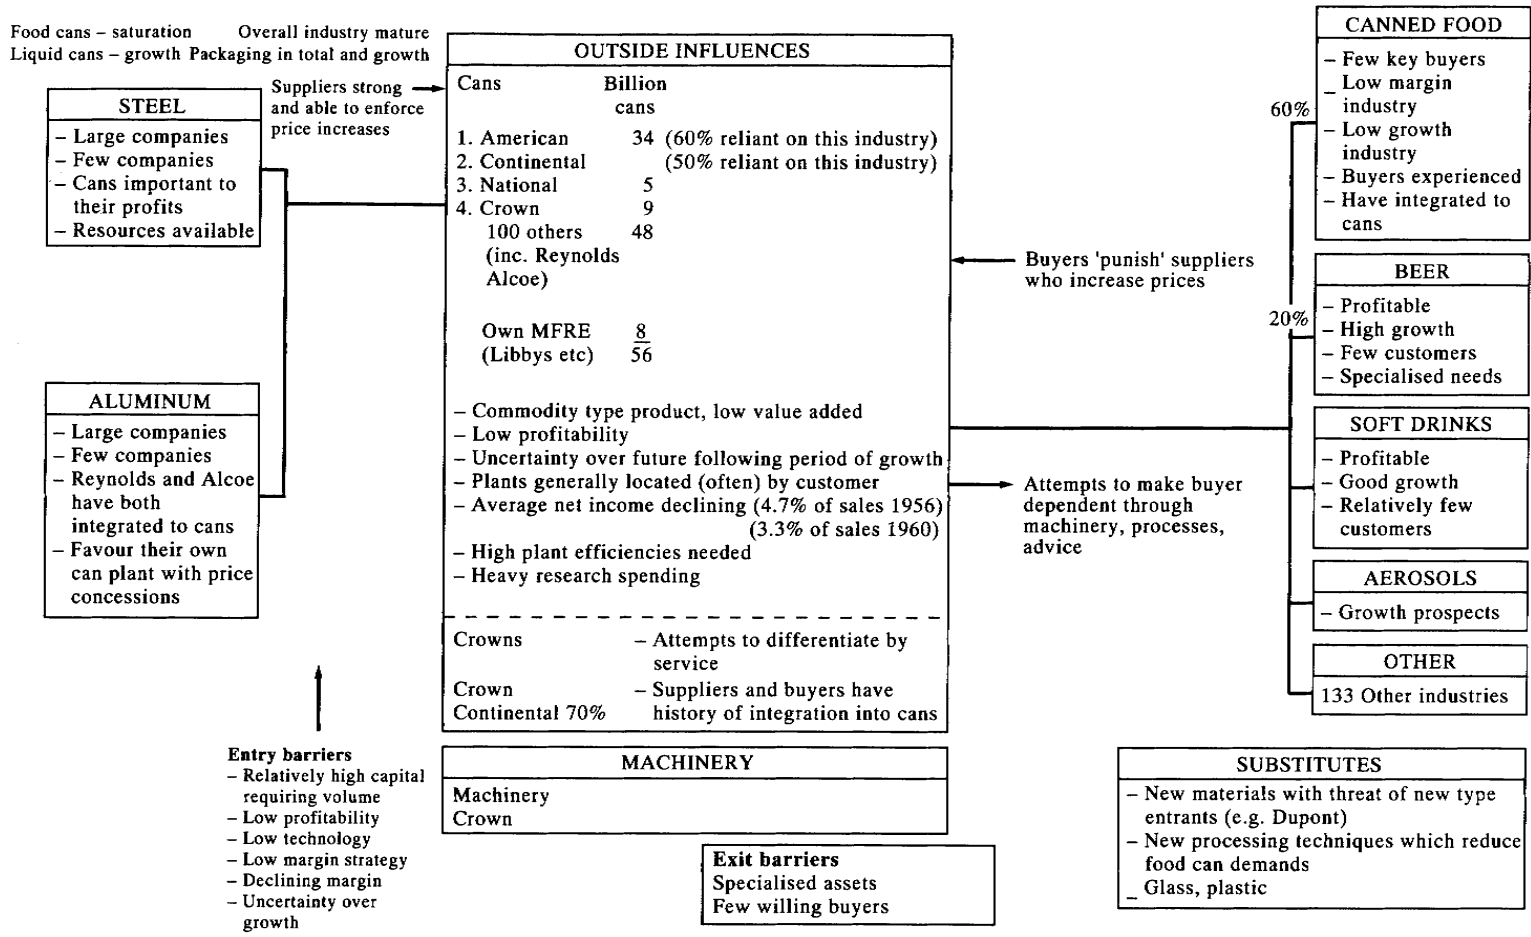 Food cans – saturation Overall industry mature
Liquid cans – growth Packaging in total and growth
Suppliers strong
and able to enforce
price increases
STEEL
– Large companies
– Few companies
– Cans important to
their profits
– Resources available
ALUMINUM
– Large companies
– Few companies
– Reynolds and Alcoe
have both
integrated to cans
– Favour their own
can plant with price
concessions
Entry barriers
– Relatively high capital
requiring volume
– Low profitability
– Low technology
– Low margin strategy
– Declining margin
– Uncertainty over
growth
OUTSIDE INFLUENCES
Cans Billion
cans
1. American 34 (60% reliant on this industry)
2. Continental (50% reliant on this industry)
3. National 5
4. Crown 9
100 others 48
(inc. Reynolds
Alcoe)
Own MFRE 8
(Libbys etc) 56
– Commodity type product, low value added
– Low profitability
– Uncertainty over future following period of growth
– Plants generally located (often) by customer
– Average net income declining (4.7% of sales 1956)
(3.3% of sales 1960)
– High plant efficiencies needed
– Heavy research spending
Crowns – Attempts to differentiate by
service
Crown – Suppliers and buyers have
Continental 70% history of integration into cans
MACHINERY
Machinery
Crown
Exit barriers
Specialised assets
Few willing buyers
Buyers 'punish' suppliers
who increase prices
Attempts to make buyer
dependent through
machinery, processes,
advice
60%
20%
CANNED FOOD
– Few key buyers
– Low margin
industry
– Low growth
industry
– Buyers experienced
– Have integrated to
cans
BEER
– Profitable
– High growth
– Few customers
– Specialised needs
SOFT DRINKS
– Profitable
– Good growth
– Relatively few
customers
AEROSOLS
– Growth prospects
OTHER
133 Other industries
SUBSTITUTES
– New materials with threat of new type
entrants (e.g. Dupont)
– New processing techniques which reduce
food can demands
– Glass, plastic